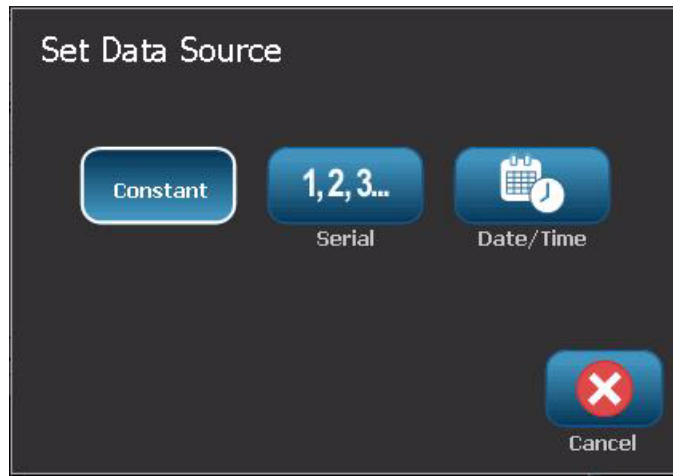 Set Data Source
Constant
1, 2, 3...
Serial
Date/Time
Cancel